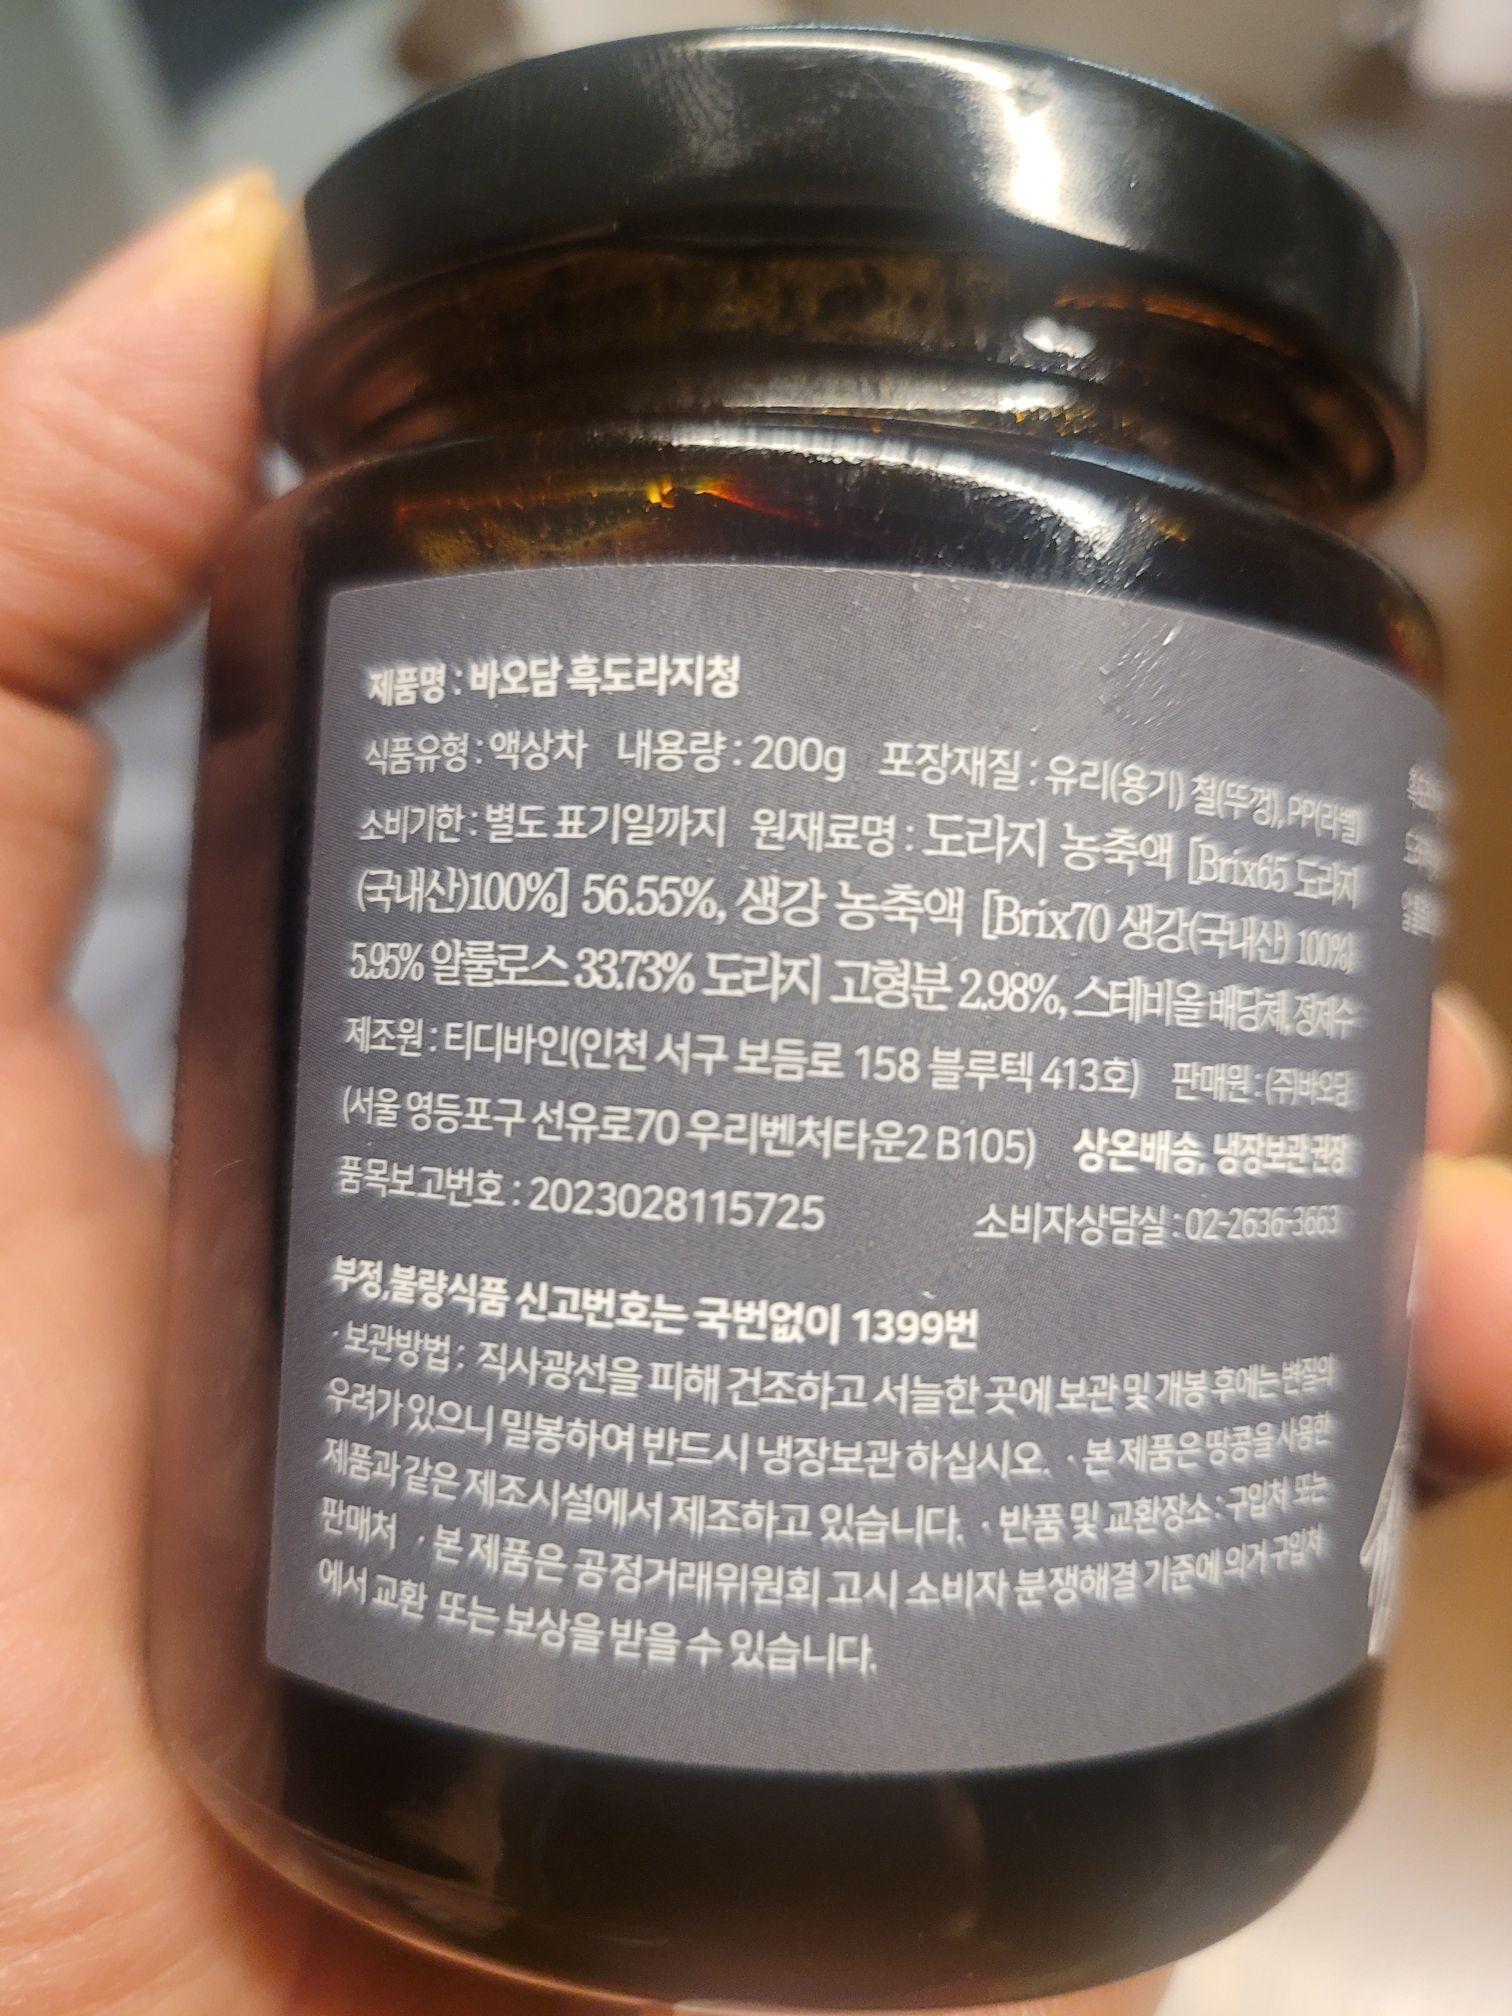 제품명 : 바오담 흑도라지청
식품유형 : 액상차 내용량 : 200g 포장재질 : 유리(용기) 철(뚜껑), PP(라벨)
소비기한 : 별도 표기일까지 원재료명 : 도라지 농축액 [Brix65 도라지
(국내산)100%] 56.55%, 생강 농축액 [Brix70 생강(국내산) 100%]
5.95% 알룰로스 33.73% 도라지 고형분 2.98%, 스테비올 배당체, 정제수
제조원 : 티디바인(인천 서구 보듬로 158 블루텍 413호) 판매원 : (주)바오담
(서울 영등포구 선유로70 우리벤처타운2 B105) 상온배송, 냉장보관 권장
품목보고번호 : 2023028115725 소비자상담실 : 02-2636-3663
부정,불량식품 신고번호는 국번없이 1399번
· 보관방법 : 직사광선을 피해 건조하고 서늘한 곳에 보관 및 개봉 후에는 변질의
우려가 있으니 밀봉하여 반드시 냉장보관 하십시오. · 본 제품은 땅콩을 사용한
제품과 같은 제조시설에서 제조하고 있습니다. · 반품 및 교환장소 : 구입처 또는
판매처 · 본 제품은 공정거래위원회 고시 소비자 분쟁해결 기준에 의거 구입처
에서 교환 또는 보상을 받을 수 있습니다.